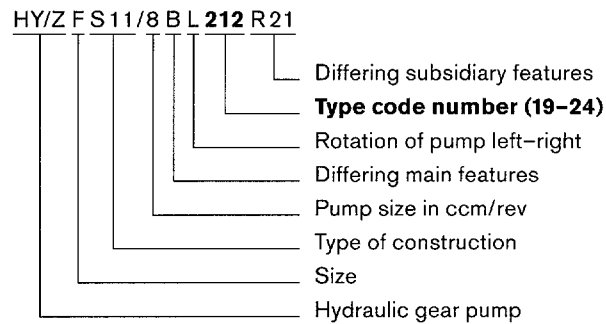 HY/Z F S11/8 B L 212 R21
Differing subsidiary features
Type code number (19–24)
Rotation of pump left–right
Differing main features
Pump size in ccm/rev
Type of construction
Size
Hydraulic gear pump